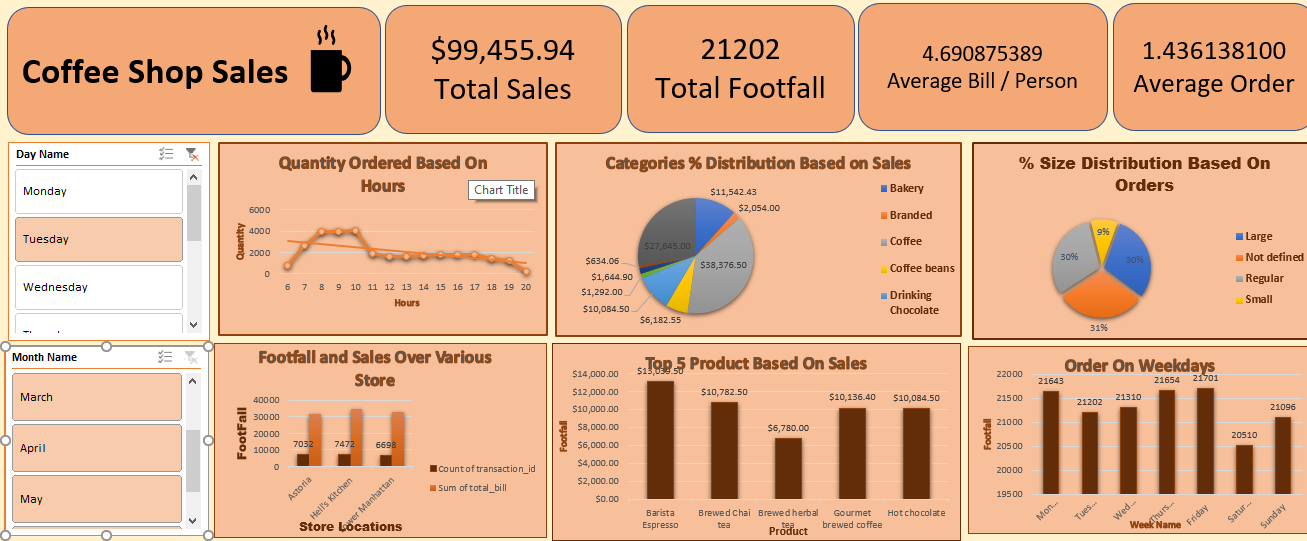 Coffee Shop Sales
$99,455.94
Total Sales
21202
Total Footfall
4.690875389
Average Bill / Person
1.436138100
Average Order
Day Name
Monday
Tuesday
Wednesday
Month Name
March
April
May
Quantity Ordered Based On
Hours
Chart Title
Quantity
6000
4000
2000
0
6 7 8 9 10 11 12 13 14 15 16 17 18 19 20
Hours
Categories % Distribution Based on Sales
$11,542.43
$2,054.00
$38,376.50
$6,182.55
$10,084.50
$1,292.00
$1,644.90
$634.06
$27,645.00
Bakery
Branded
Coffee
Coffee beans
Drinking
Chocolate
% Size Distribution Based On
Orders
9%
30%
30%
31%
Large
Not defined
Regular
Small
Footfall and Sales Over Various
Store
FootFall
40000
30000
20000
10000
0
7032 7472 6698
Astoria
Hell's Kitchen
wer Manhattan
Store Locations
Count of transaction_id
Sum of total_bill
Top 5 Product Based On Sales
Footfall
$14,000.00
$12,000.00
$10,000.00
$8,000.00
$6,000.00
$4,000.00
$2,000.00
$0.00
$10,782.50
$6,780.00
$10,136.40
$10,084.50
Barista
Espresso
Brewed Chai
tea
Brewed herbal
tea
Gourmet
brewed coffee
Hot chocolate
Product
Order On Weekdays
Footfall
22000
21500
21000
20500
20000
19500
21643
21202
21310
21654
21701
20510
21096
Mon...
Tues...
Wed...
Thurs...
Friday
Satur...
Sunday
Week Name